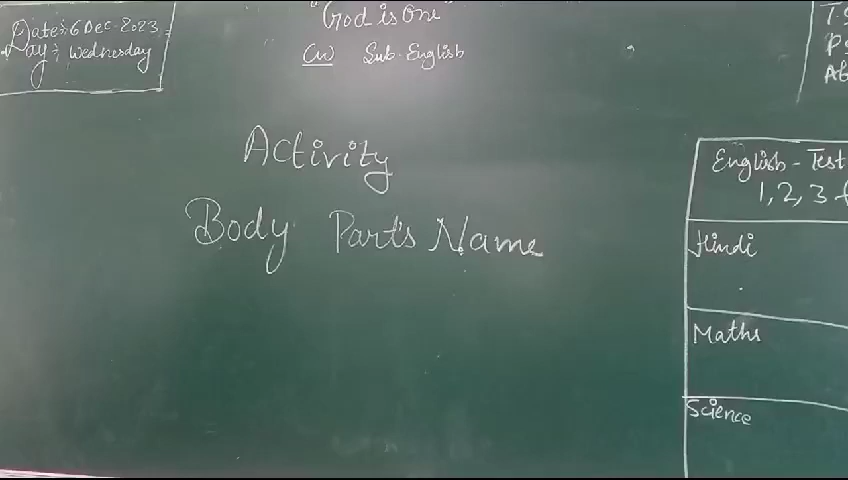 Date:- 6 Dec-2023
Day:- Wednesday
"God is One"
CW Sub-English
Activity
Body Parts Name
T.S
P
Ab
English-Test
1, 2, 3
Hindi
Maths
Science